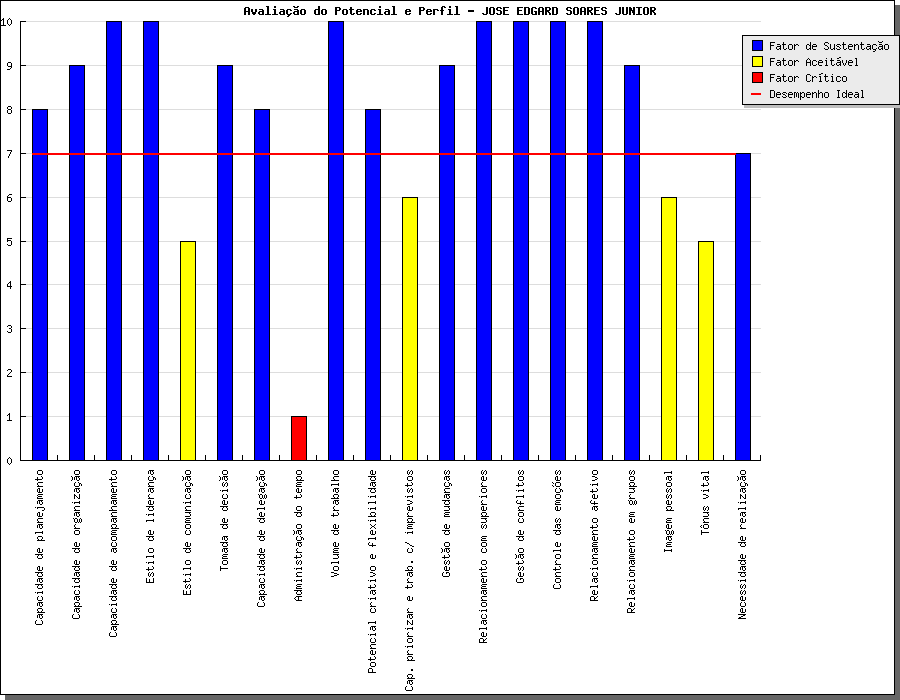 Avaliação do Potencial e Perfil - JOSE EDGARD SOARES JUNIOR
Fator de Sustentação
Fator Aceitável
Fator Crítico
Desempenho Ideal
10
9
8
7
6
5
4
3
2
1
0
Capacidade de planejamento
Capacidade de organização
Capacidade de acompanhamento
Estilo de liderança
Estilo de comunicação
Tomada de decisão
Capacidade de delegação
Administração do tempo
Volume de trabalho
Potencial criativo e flexibilidade
Cap. priorizar e trab. c/ imprevistos
Gestão de mudanças
Relacionamento com superiores
Gestão de conflitos
Controle das emoções
Relacionamento afetivo
Relacionamento em grupos
Imagem pessoal
Tônus vital
Necessidade de realização